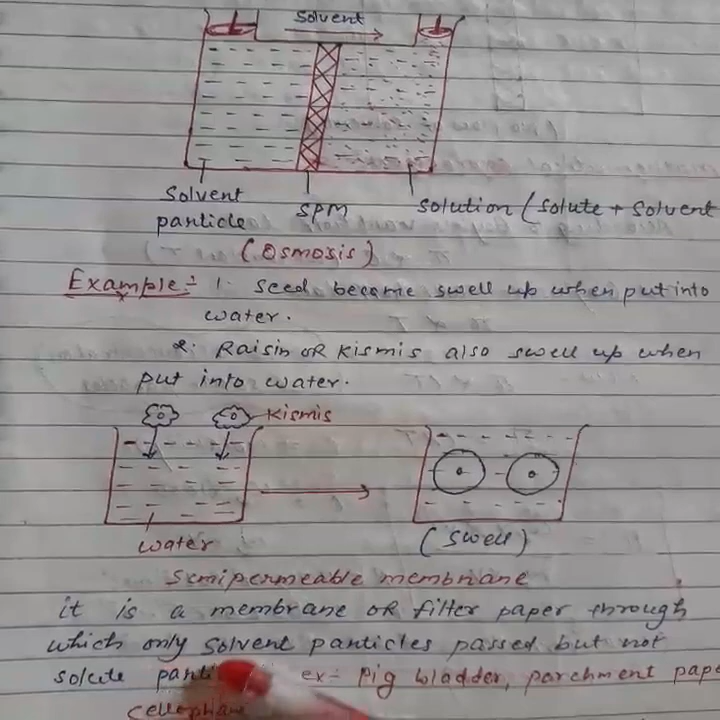 Solvent
Solvent particle
SPM
Solution (Solute + Solvent
(Osmosis)
Example:- 1. Seed became swell up when put into
water.
2. Raisin OR Kismis also swell up when
put into water.
Kismis
water
(Swell)
Semipermeable membrane
it is a membrane OR filter paper through
which only solvent particles passed but not
solute parti ex- Pig bladder, parchment pape
cellophan